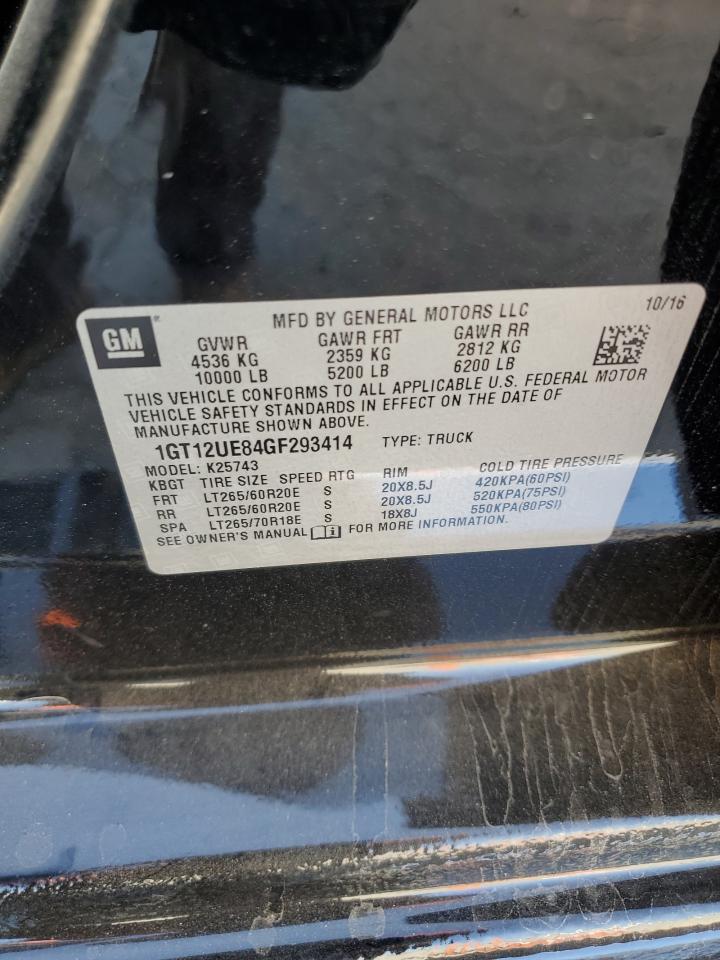 GM
MFD BY GENERAL MOTORS LLC 10/16
GVWR GAWR FRT GAWR RR
4536 KG 2359 KG 2812 KG
10000 LB 5200 LB 6200 LB
THIS VEHICLE CONFORMS TO ALL APPLICABLE U.S. FEDERAL MOTOR
VEHICLE SAFETY STANDARDS IN EFFECT ON THE DATE OF
MANUFACTURE SHOWN ABOVE.
1GT12UE84GF293414 TYPE: TRUCK
MODEL: K25743
KBGT TIRE SIZE SPEED RTG RIM COLD TIRE PRESSURE
FRT LT265/60R20E S 20X8.5J 420KPA(60PSI)
RR LT265/60R20E S 20X8.5J 520KPA(75PSI)
SPA LT265/70R18E S 18X8J 550KPA(80PSI)
SEE OWNER'S MANUAL FOR MORE INFORMATION.